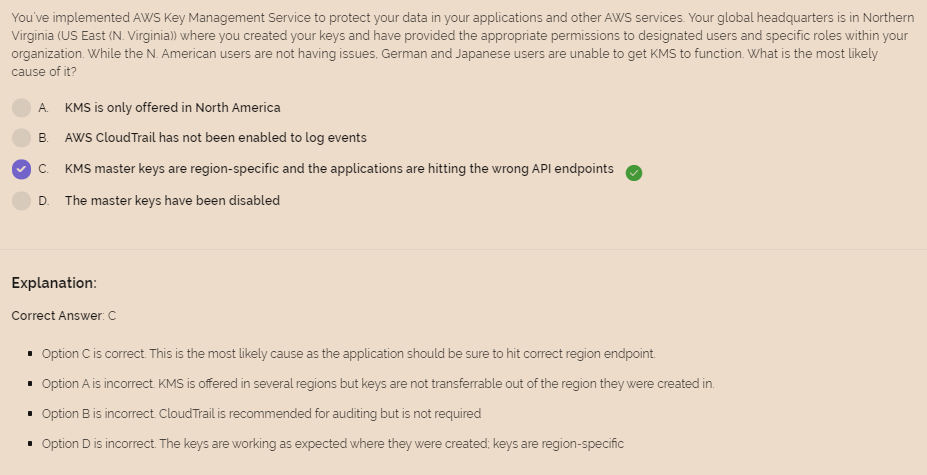 You've implemented AWS Key Management Service to protect your data in your applications and other AWS services. Your global headquarters is in Northern
Virginia (US East (N. Virginia)) where you created your keys and have provided the appropriate permissions to designated users and specific roles within your
organization. While the N. American users are not having issues, German and Japanese users are unable to get KMS to function. What is the most likely
cause of it?
A. KMS is only offered in North America
B. AWS CloudTrail has not been enabled to log events
C. KMS master keys are region-specific and the applications are hitting the wrong API endpoints
D. The master keys have been disabled
Explanation:
Correct Answer: C
▪ Option C is correct. This is the most likely cause as the application should be sure to hit correct region endpoint.
▪ Option A is incorrect. KMS is offered in several regions but keys are not transferrable out of the region they were created in.
▪ Option B is incorrect. CloudTrail is recommended for auditing but is not required
▪ Option D is incorrect. The keys are working as expected where they were created; keys are region-specific